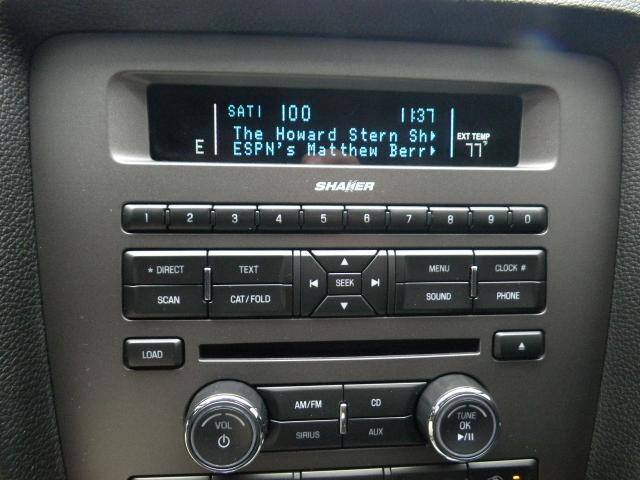 SAT1 100 11:37
The Howard Stern Sh
E ESPN's Matthew Berr
EXT TEMP
77°F
SHAKER
1 2 3 4 5 6 7 8 9 0
* DIRECT TEXT SEEK MENU CLOCK #
SCAN CAT/FOLD SOUND PHONE
LOAD
VOL AM/FM CD TUNE
OK
SIRIUS AUX